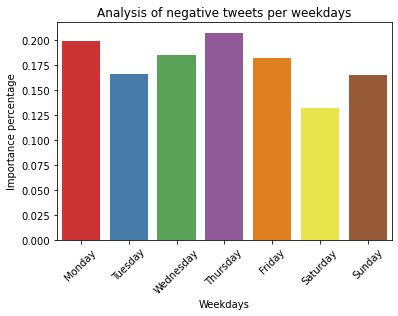 Analysis of negative tweets per weekdays
Importance percentage
0.200
0.175
0.150
0.125
0.100
0.075
0.050
0.025
0.000
Monday
Tuesday
Wednesday
Thursday
Friday
Saturday
Sunday
Weekdays